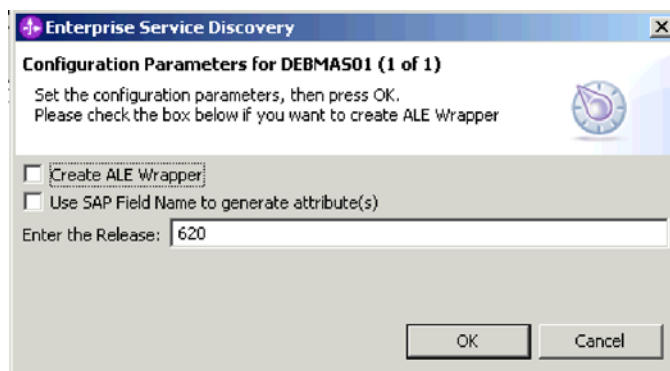 Enterprise Service Discovery
Configuration Parameters for DEBMAS01 (1 of 1)
Set the configuration parameters, then press OK.
Please check the box below if you want to create ALE Wrapper
Create ALE Wrapper
Use SAP Field Name to generate attribute(s)
Enter the Release: 620
OK Cancel